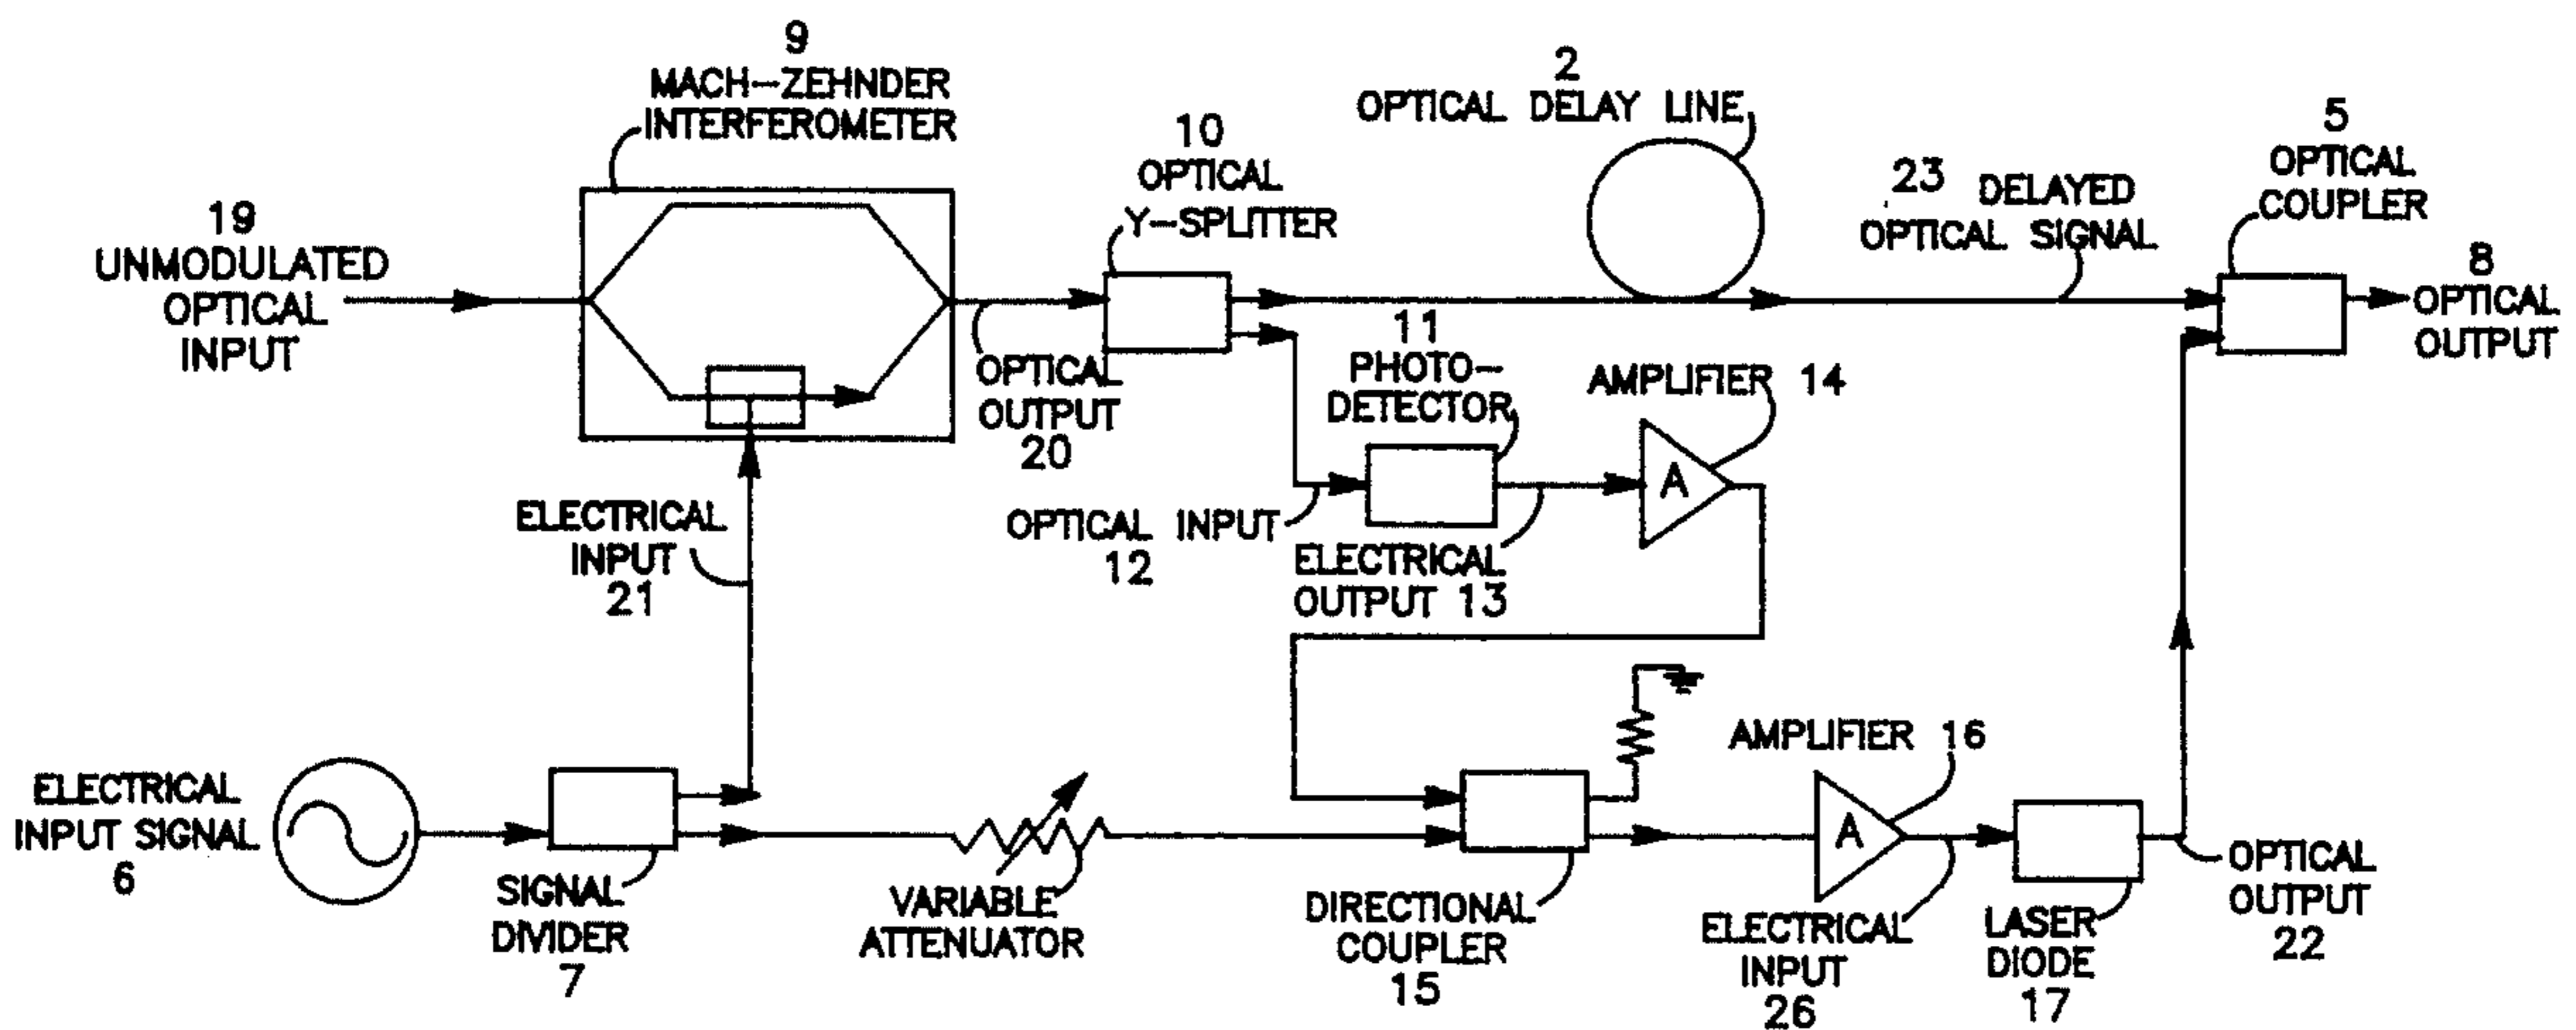 9
MACH-ZEHNDER
INTERFEROMETER
19
UNMODULATED
OPTICAL
INPUT
10
OPTICAL
Y-SPLITTER
2
OPTICAL DELAY LINE
23 DELAYED
OPTICAL SIGNAL
5
OPTICAL
COUPLER
8
OPTICAL
OUTPUT
OPTICAL
OUTPUT
20
11
PHOTO-
DETECTOR
AMPLIFIER 14
A
ELECTRICAL
INPUT
21
OPTICAL INPUT
12
ELECTRICAL
OUTPUT 13
ELECTRICAL
INPUT SIGNAL
6
SIGNAL
DIVIDER
7
VARIABLE
ATTENUATOR
DIRECTIONAL
COUPLER
15
AMPLIFIER 16
A
ELECTRICAL
INPUT
26
LASER
DIODE
17
OPTICAL
OUTPUT
22